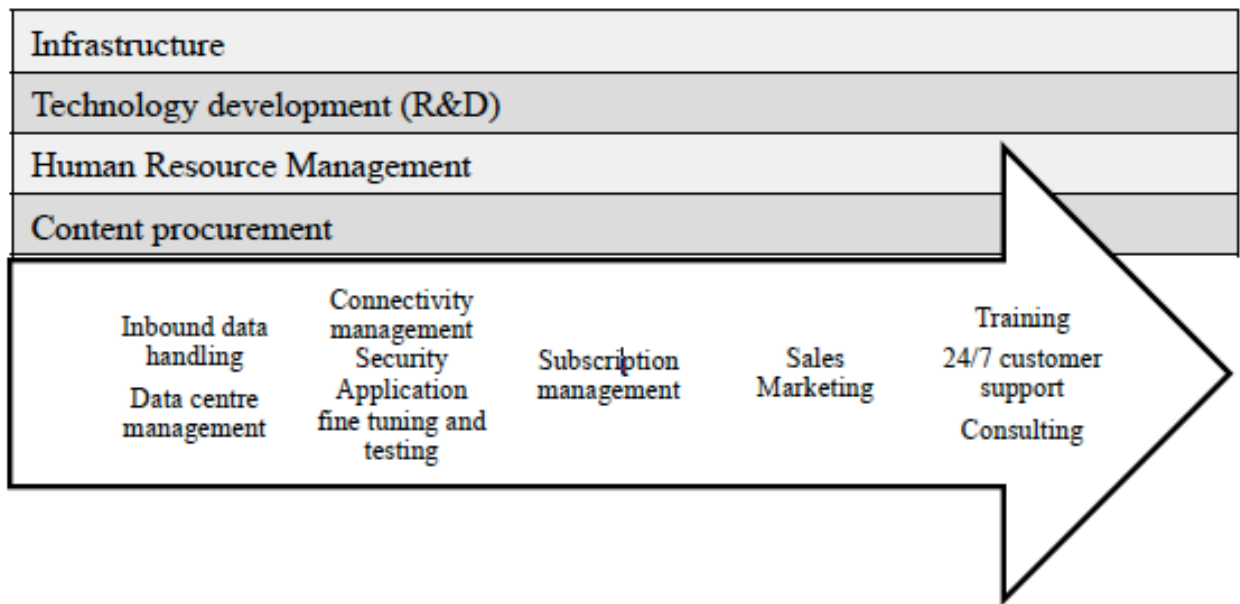 Infrastructure
Technology development (R&D)
Human Resource Management
Content procurement
Inbound data
handling
Data centre
management
Connectivity
management
Security
Application
fine tuning and
testing
Subscription
management
Sales
Marketing
Training
24/7 customer
support
Consulting